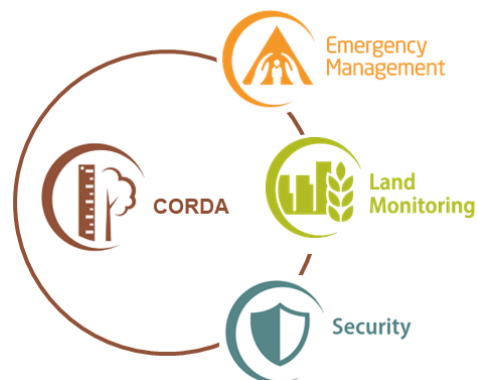 Emergency
Management
CORDA
Land
Monitoring
Security